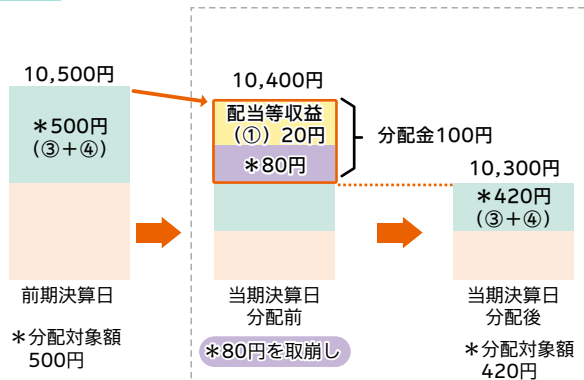 10,500円
＊500円
（③＋④）
前期決算日
＊分配対象額
500円
10,400円
配当等収益
（①）20円
＊80円
分配金100円
当期決算日
分配前
＊80円を取崩し
10,300円
＊420円
（③＋④）
当期決算日
分配後
＊分配対象額
420円